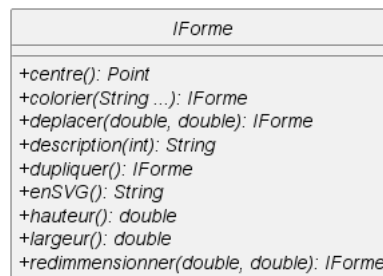 IForme
+centre(): Point
+colorier(String ...): IForme
+deplacer(double, double): IForme
+description(int): String
+dupliquer(): IForme
+enSVG(): String
+hauteur(): double
+largeur(): double
+redimmensionner(double, double): IForme